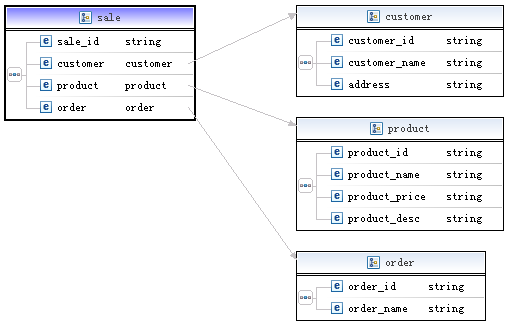 sale
sale_id string
customer customer
product product
order order
customer
customer_id string
customer_name string
address string
product
product_id string
product_name string
product_price string
product_desc string
order
order_id string
order_name string